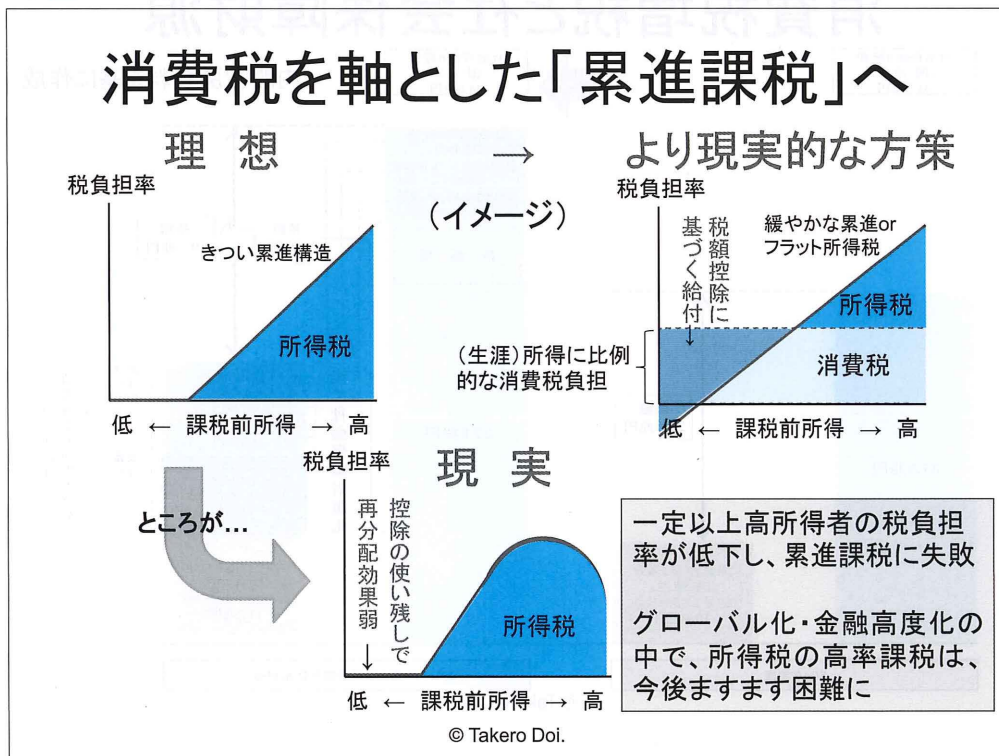 消費税を軸とした「累進課税」へ
理 想
→
より現実的な方策
(イメージ)
税負担率
きつい累進構造
所得税
低 ← 課税前所得 → 高
税負担率
税額控除に
基づく給付→
緩やかな累進or
フラット所得税
所得税
消費税
(生涯)所得に比例
的な消費税負担
低 ← 課税前所得 → 高
ところが…
現 実
税負担率
控除の使い残しで
再分配効果弱→
所得税
低 ← 課税前所得 → 高
一定以上高所得者の税負担
率が低下し、累進課税に失敗
グローバル化・金融高度化の
中で、所得税の高率課税は、
今後ますます困難に
© Takero Doi.